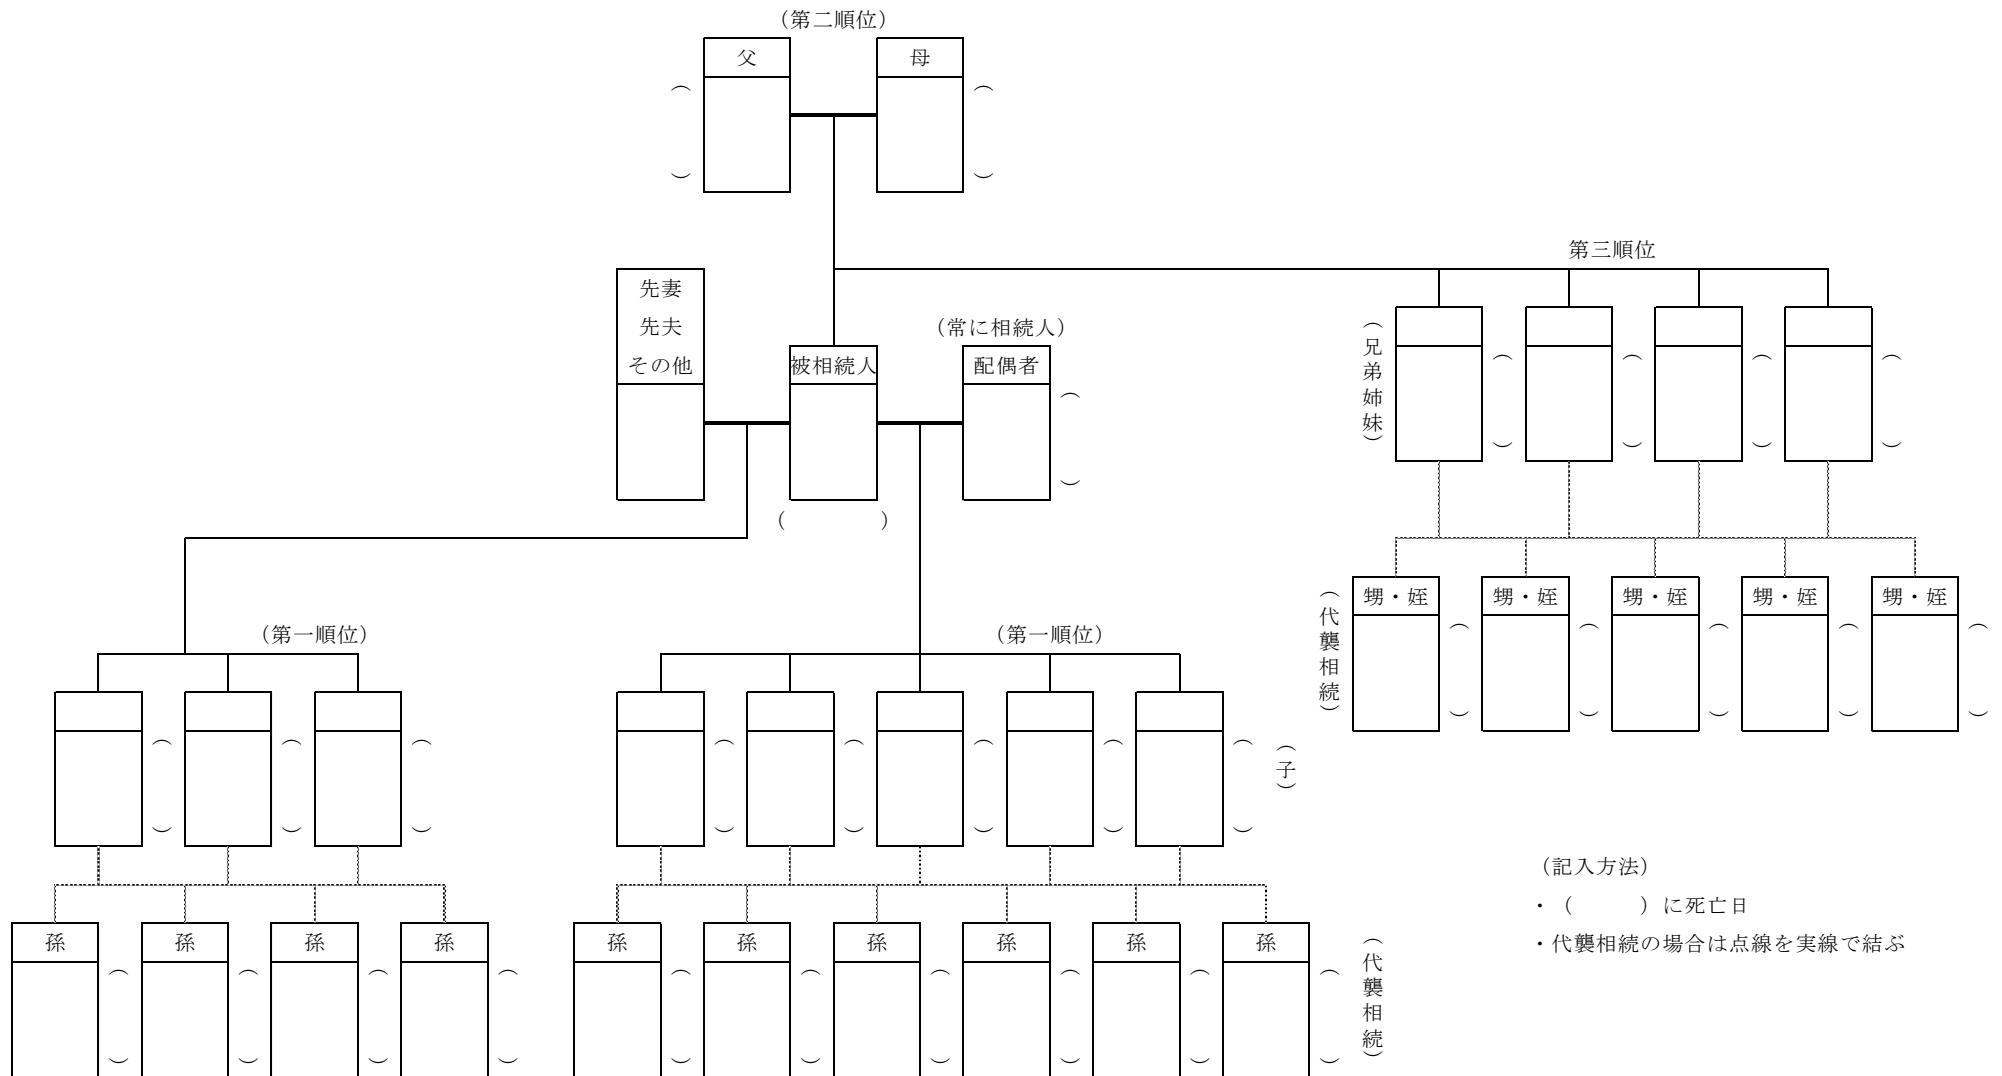 （第二順位）
父
母
（　）
（　）
第三順位
先妻
先夫
その他
被相続人
（常に相続人）
配偶者
（　）
（　　　）
（兄弟姉妹）
（　）
（　）
（　）
（　）
（代襲相続）
甥・姪
甥・姪
甥・姪
甥・姪
甥・姪
（　）
（　）
（　）
（　）
（　）
（第一順位）
（第一順位）
（　）
（　）
（　）
（　）
（　）
（　）
（　）
（　）
（子）
（記入方法）
・（　　　）に死亡日
・代襲相続の場合は点線を実線で結ぶ
孫
孫
孫
孫
孫
孫
孫
孫
孫
孫
（　）
（　）
（　）
（　）
（　）
（　）
（　）
（　）
（　）
（　）
（代襲相続）